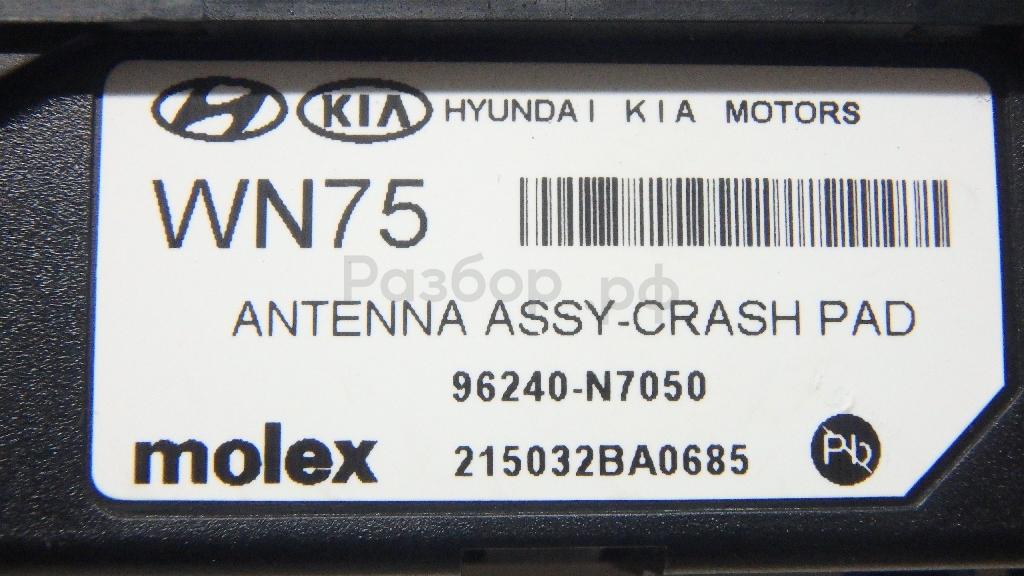 KIA HYUNDAI KIA MOTORS
WN75
Разбор.рф
ANTENNA ASSY-CRASH PAD
96240-N7050
molex 215032BA0685 Pb